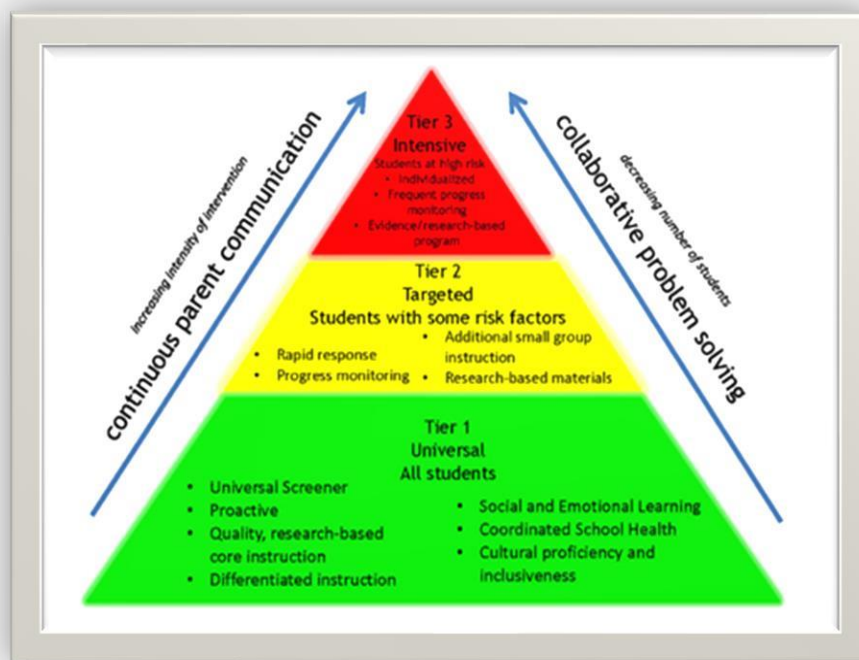 Tier 3
Intensive
Students at high risk
• Individualized
• Frequent progress
monitoring
• Evidence/research-based
program
Tier 2
Targeted
Students with some risk factors
• Rapid response
• Progress monitoring
• Additional small group
instruction
• Research-based materials
Tier 1
Universal
All students
• Universal Screener
• Proactive
• Quality, research-based
core instruction
• Differentiated instruction
• Social and Emotional Learning
• Coordinated School Health
• Cultural proficiency and
inclusiveness
increasing intensity of intervention
continuous parent communication
collaborative problem solving
decreasing number of students